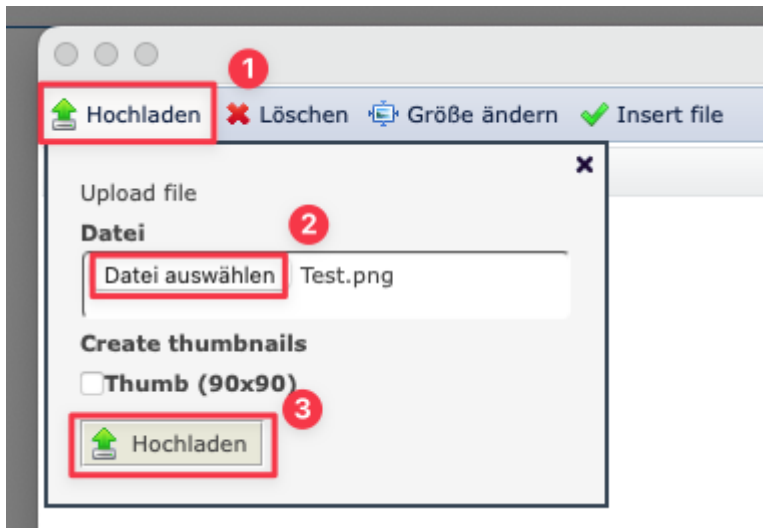 1
Hochladen Löschen Größe ändern Insert file
Upload file
2
Datei
Datei auswählen Test.png
Create thumbnails
Thumb (90x90)
3
Hochladen